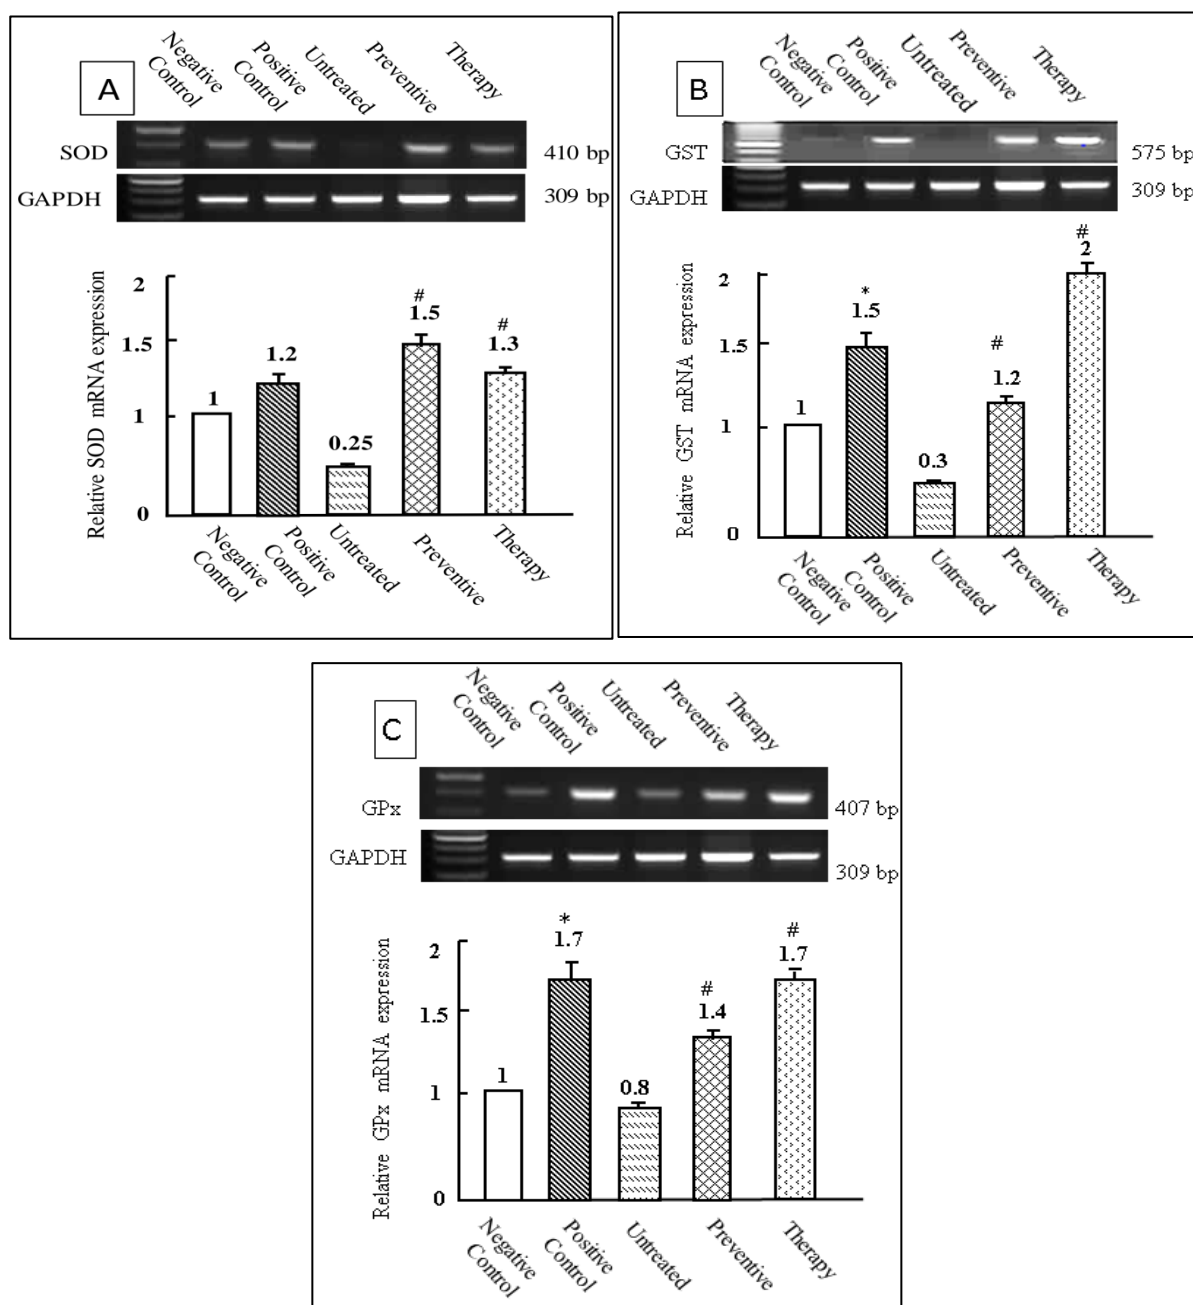 A
Negative
Control
Positive
Control
Untreated
Preventive
Therapy
SOD
410 bp
GAPDH
309 bp
Relative SOD mRNA expression
2
1.5
1
0
1
1.2
0.25
#
1.5
#
1.3
Negative
Control
Positive
Control
Untreated
Preventive
Therapy
B
Negative
Control
Positive
Control
Untreated
Preventive
Therapy
GST
575 bp
GAPDH
309 bp
Relative GST mRNA expression
2
1.5
1
0
1
*
1.5
0.3
#
1.2
#
2
Negative
Control
Positive
Control
Untreated
Preventive
Therapy
C
Negative
Control
Positive
Control
Untreated
Preventive
Therapy
GPx
407 bp
GAPDH
309 bp
Relative GPx mRNA expression
2
1.5
1
0
1
*
1.7
0.8
#
1.4
#
1.7
Negative
Control
Positive
Control
Untreated
Preventive
Therapy